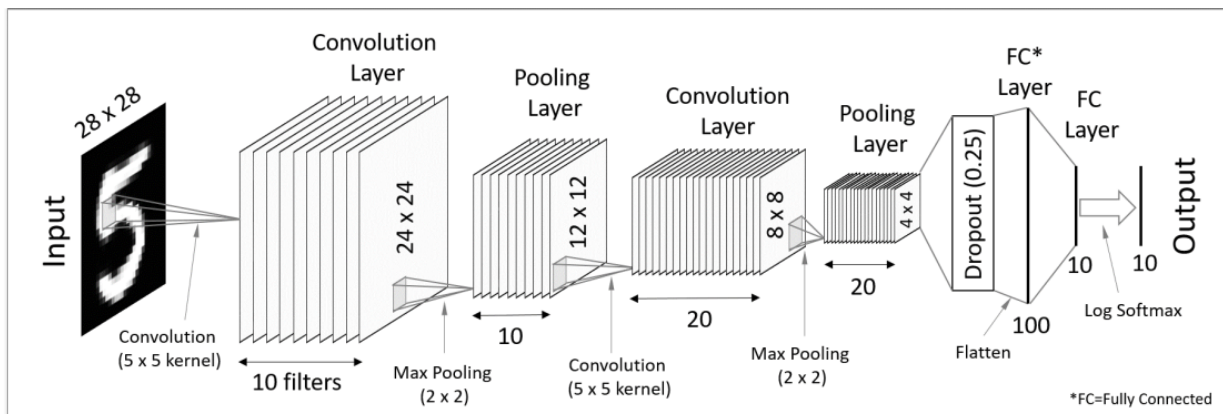 28 x 28
Input
Convolution
(5 x 5 kernel)
Convolution
Layer
24 x 24
10 filters
Max Pooling
(2 x 2)
Pooling
Layer
12 x 12
10
Convolution
(5 x 5 kernel)
Convolution
Layer
8 x 8
20
Max Pooling
(2 x 2)
Pooling
Layer
4 x 4
20
Dropout (0.25)
Flatten
FC*
Layer
100
FC
Layer
10
Log Softmax
10
Output
*FC=Fully Connected